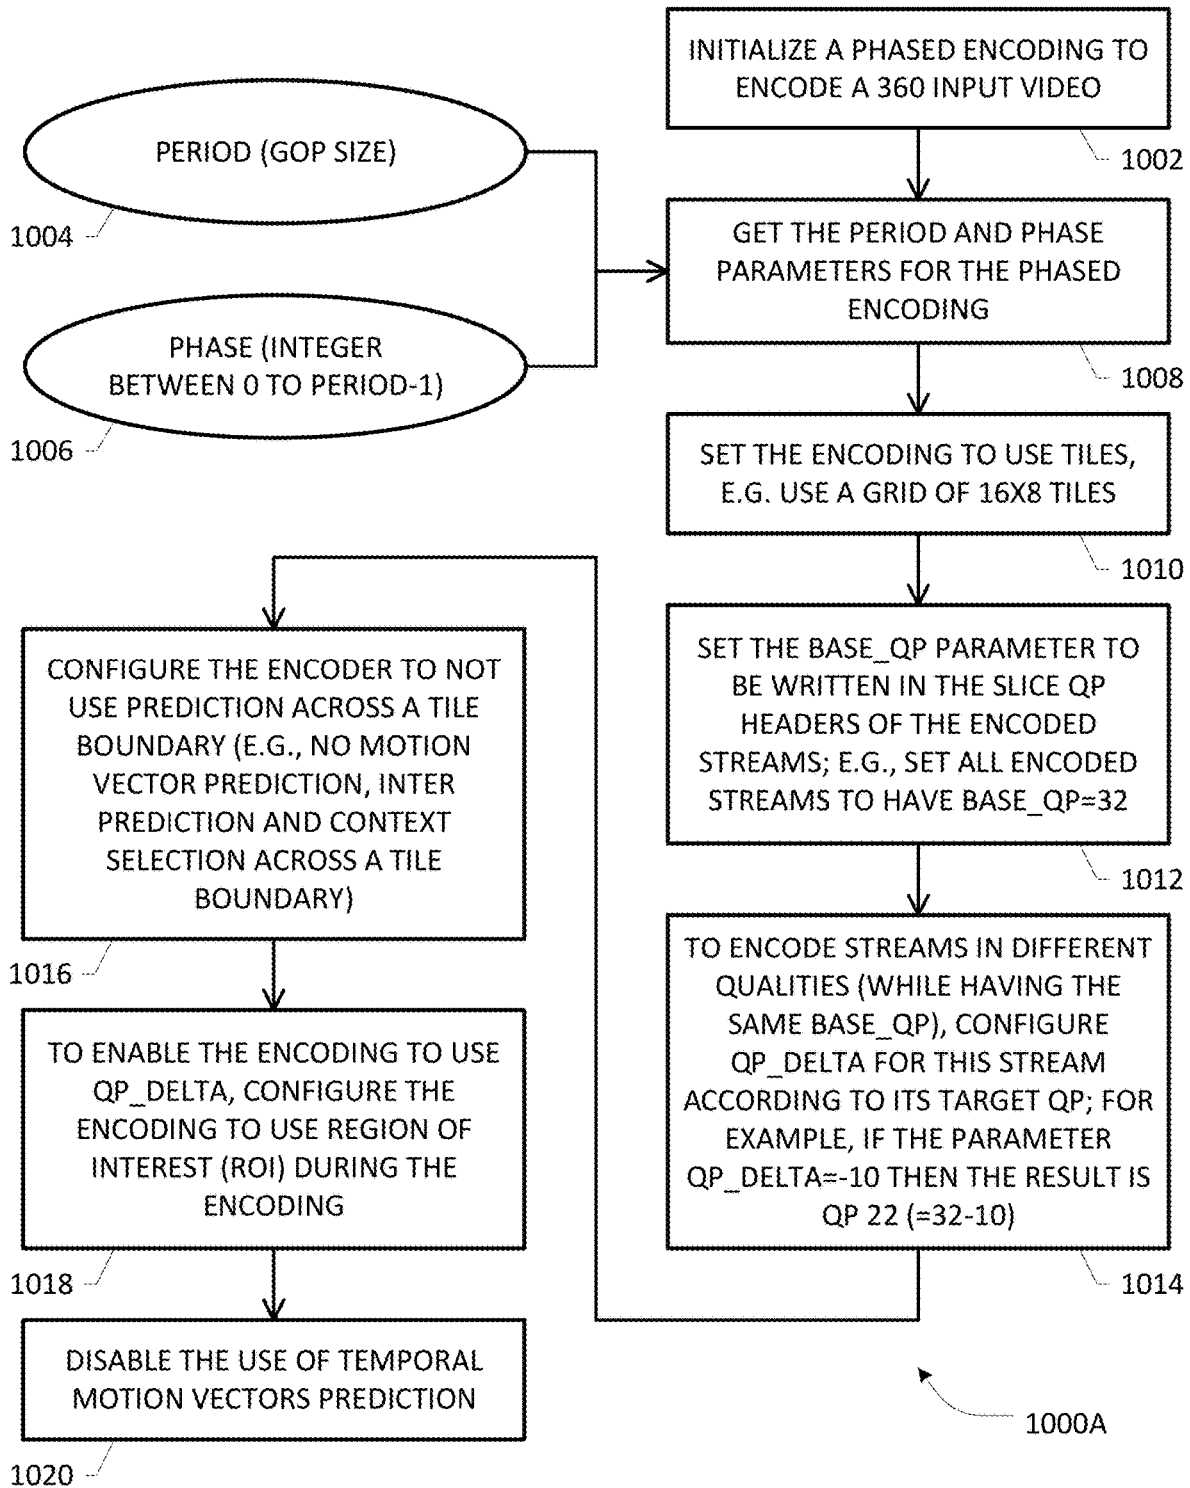 INITIALIZE A PHASED ENCODING TO
ENCODE A 360 INPUT VIDEO
1002
PERIOD (GOP SIZE)
1004
PHASE (INTEGER
BETWEEN 0 TO PERIOD-1)
1006
GET THE PERIOD AND PHASE
PARAMETERS FOR THE PHASED
ENCODING
1008
SET THE ENCODING TO USE TILES,
E.G. USE A GRID OF 16X8 TILES
1010
SET THE BASE_QP PARAMETER TO
BE WRITTEN IN THE SLICE QP
HEADERS OF THE ENCODED
STREAMS; E.G., SET ALL ENCODED
STREAMS TO HAVE BASE_QP=32
1012
TO ENCODE STREAMS IN DIFFERENT
QUALITIES (WHILE HAVING THE
SAME BASE_QP), CONFIGURE
QP_DELTA FOR THIS STREAM
ACCORDING TO ITS TARGET QP; FOR
EXAMPLE, IF THE PARAMETER
QP_DELTA=-10 THEN THE RESULT IS
QP 22 (=32-10)
1014
CONFIGURE THE ENCODER TO NOT
USE PREDICTION ACROSS A TILE
BOUNDARY (E.G., NO MOTION
VECTOR PREDICTION, INTER
PREDICTION AND CONTEXT
SELECTION ACROSS A TILE
BOUNDARY)
1016
TO ENABLE THE ENCODING TO USE
QP_DELTA, CONFIGURE THE
ENCODING TO USE REGION OF
INTEREST (ROI) DURING THE
ENCODING
1018
DISABLE THE USE OF TEMPORAL
MOTION VECTORS PREDICTION
1020
1000A